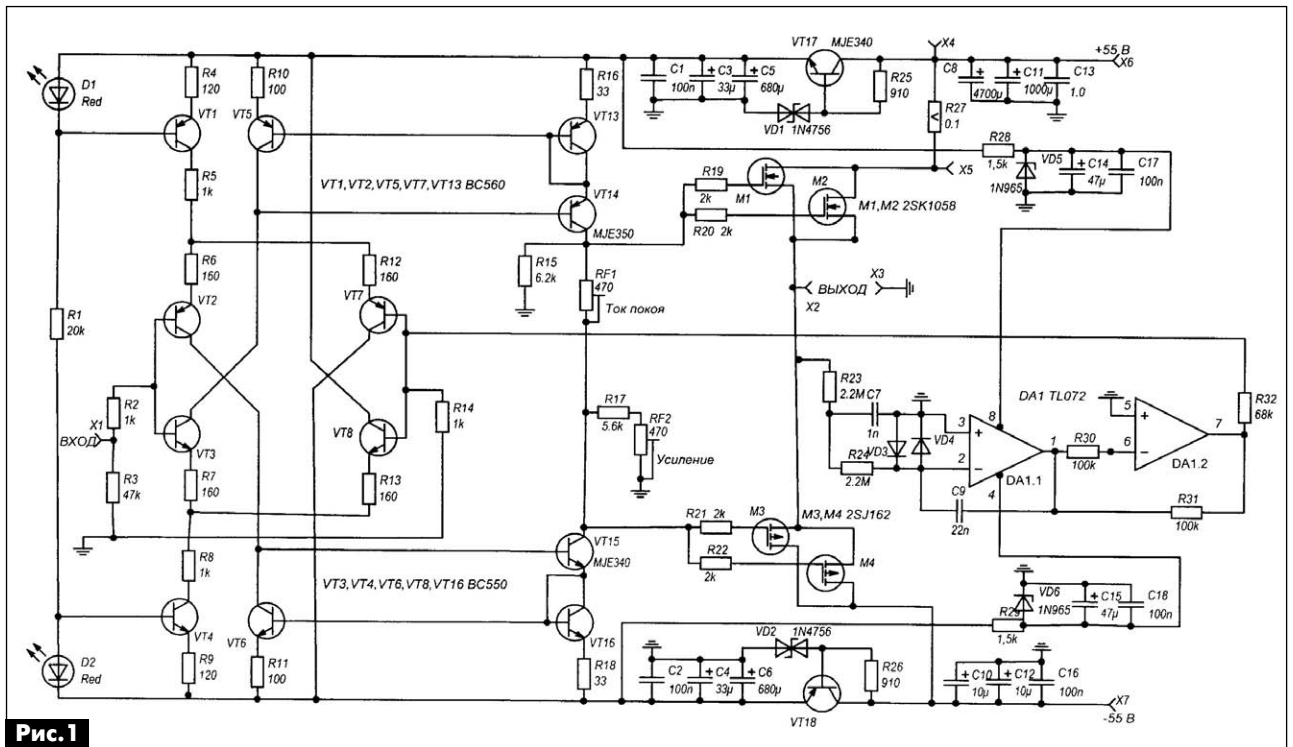 D1
Red
R4
120
VT1
R5
1k
R10
100
VT5
VT1,VT2,VT5,VT7,VT13 BC560
R16
33
VT13
VT14
MJE350
C1
100n
C3
33μ
C5
680μ
VT17
MJE340
VD1 1N4756
R25
910
X4
R27
0.1
X5
C8
4700μ
C11
1000μ
C13
1.0
+55 В
X6
R28
1,5k
VD5
1N965
C14
47μ
C17
100n
R19
2k
M1
M2
M1,M2 2SK1058
R20 2k
R6
160
VT2
R12
160
VT7
R15
6.2k
RF1
470
Ток покоя
X3
ВЫХОД
X2
R1
20k
R2
1k
X1
ВХОД
R3
47k
VT3
R7
160
VT8
R13
160
R14
1k
R17
5.6k
RF2
470
Усиление
R23
2.2M
C7
1n
R24
2.2M
VD3
VD4
3
2
8
4
1
DA1.1
C9
22n
DA1 TL072
R30
100k
5
6
7
DA1.2
R31
100k
R32
68k
R8
1k
VT4
R9
120
D2
Red
VT3,VT4,VT6,VT8,VT16 BC550
VT6
R11
100
VT15
MJE340
VT16
R18
33
R21 2k
R22
2k
M3
M3,M4 2SJ162
M4
C2
100n
C4
33μ
C6
680μ
VD2 1N4756
VT18
R26
910
R29
1,5k
VD6
1N965
C15
47μ
C18
100n
C10
10μ
C12
10μ
C16
100n
X7
-55 В
Рис.1